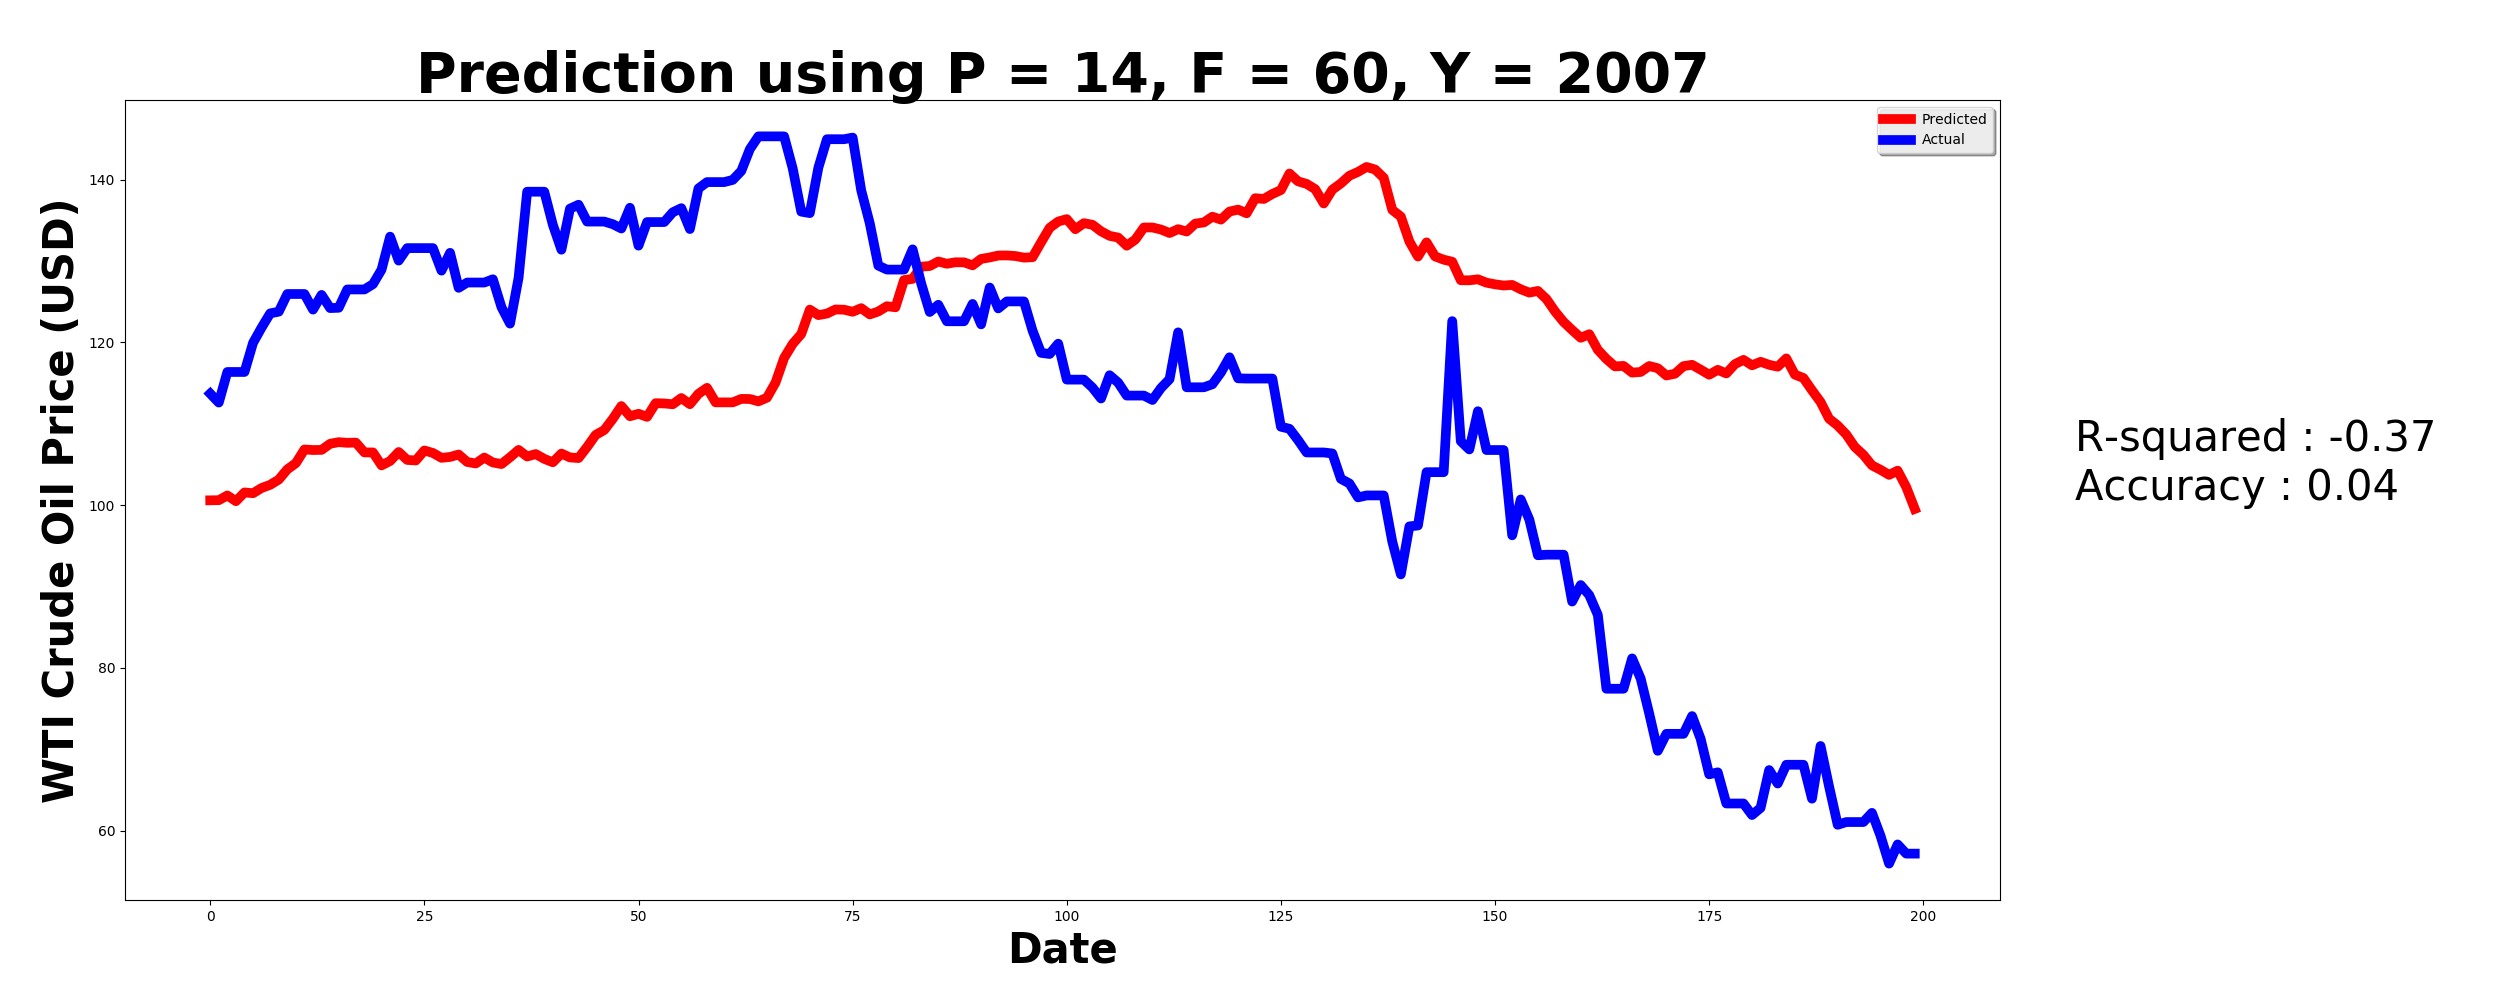 Prediction using P = 14, F = 60, Y = 2007
Predicted
Actual
WTI Crude Oil Price (USD)
140
120
100
80
60
0 25 50 75 100 125 150 175 200
Date
R-squared : -0.37
Accuracy : 0.04